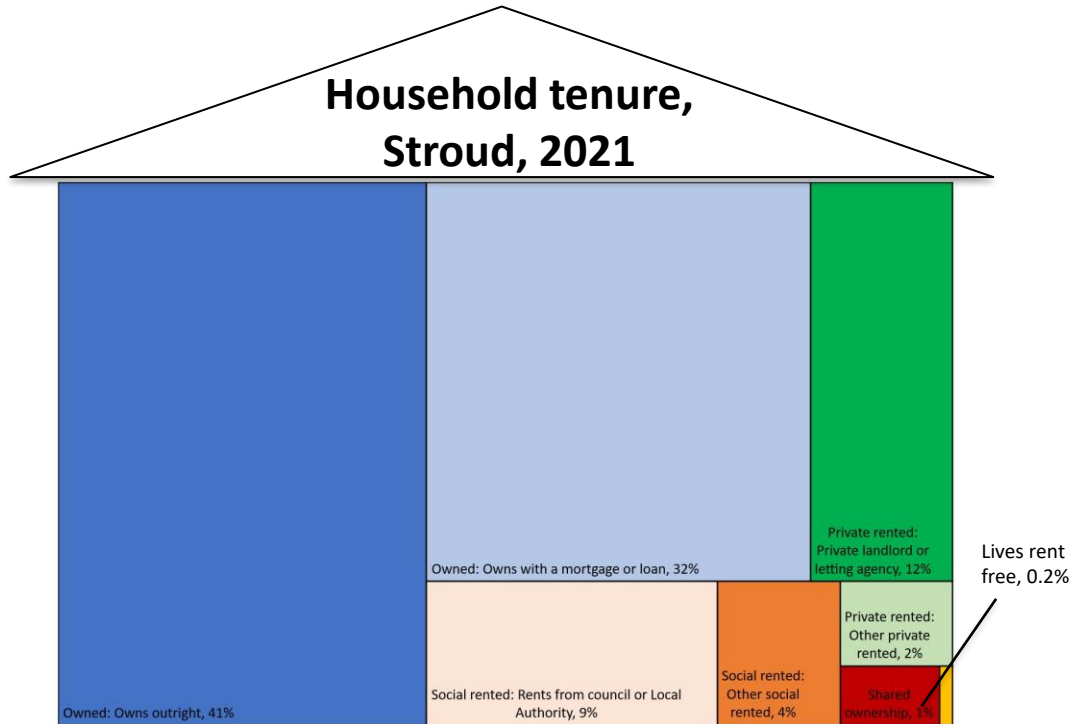 Household tenure,
Stroud, 2021
Owned: Owns outright, 41%
Owned: Owns with a mortgage or loan, 32%
Private rented:
Private landlord or
letting agency, 12%
Lives rent
free, 0.2%
Social rented: Rents from council or Local
Authority, 9%
Social rented:
Other social
rented, 4%
Private rented:
Other private
rented, 2%
Shared
ownership, 1%